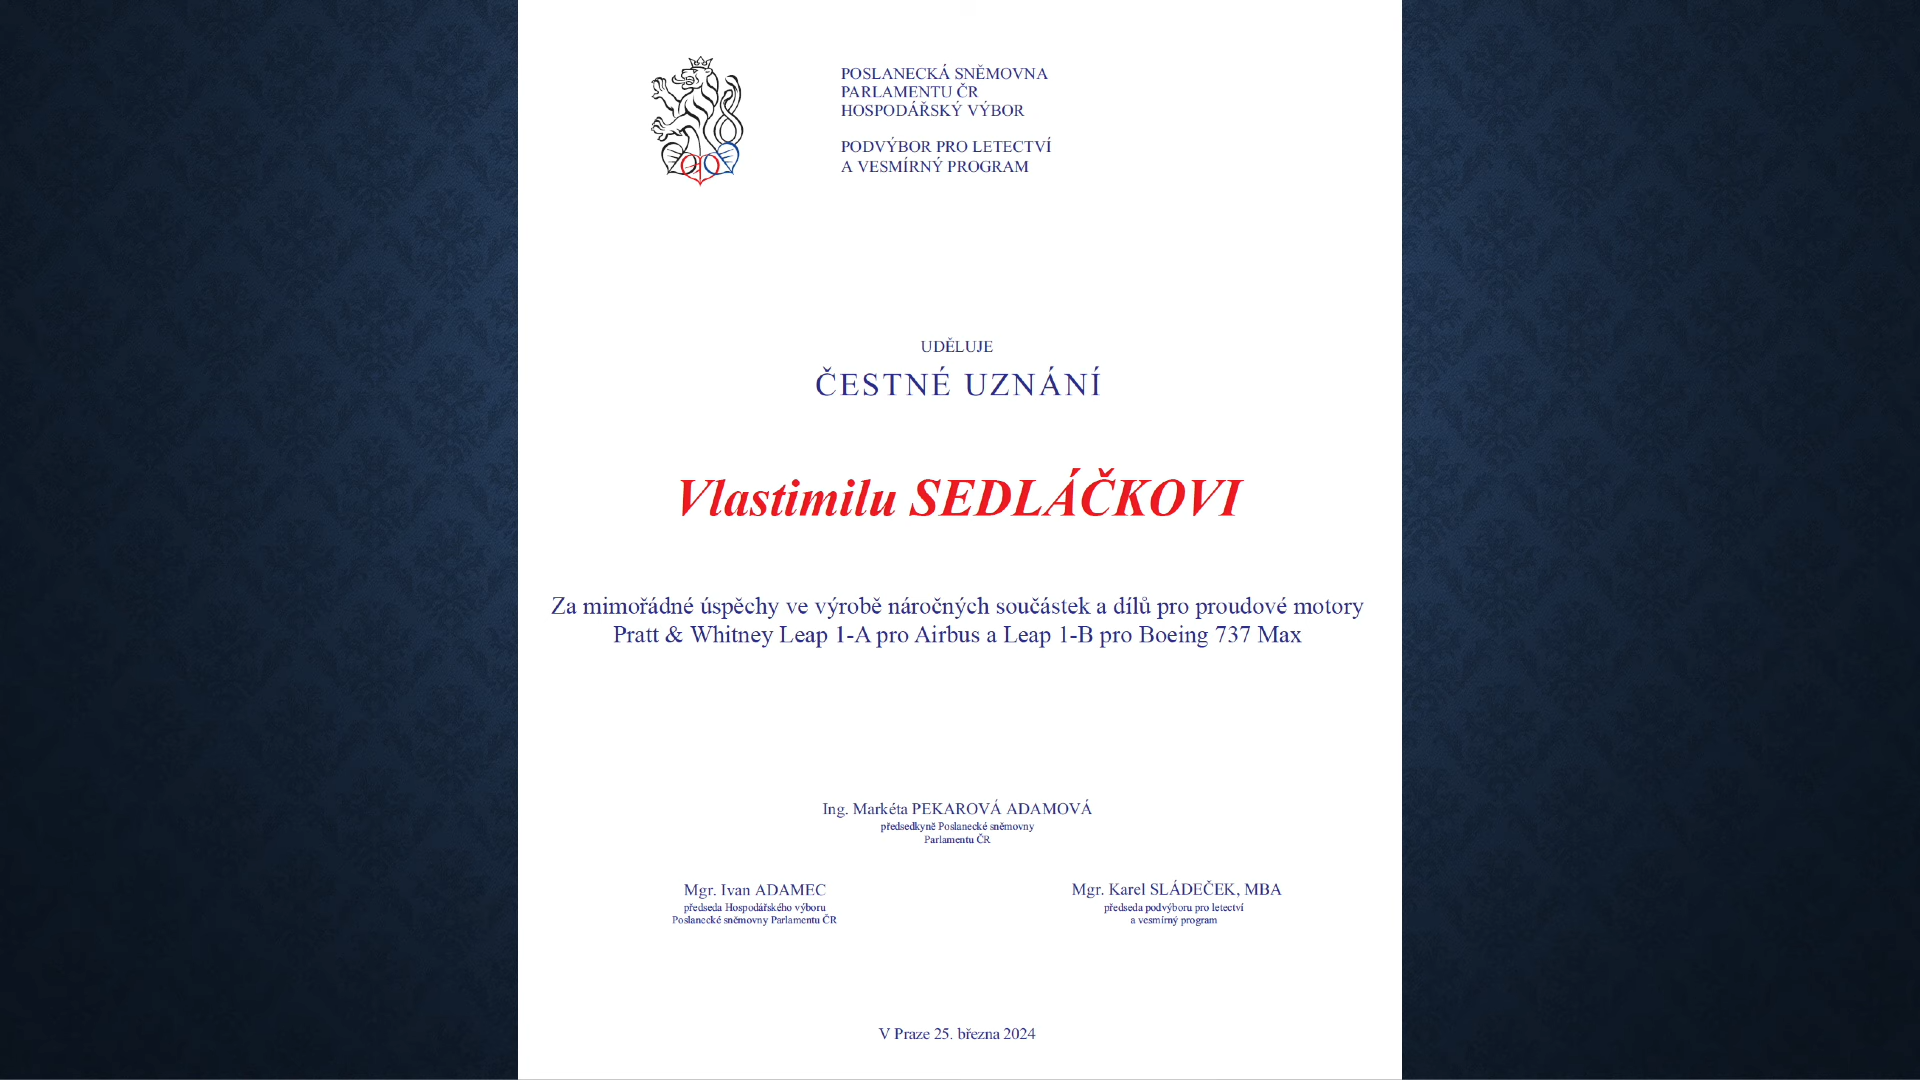 POSLANECKÁ SNĚMOVNA
PARLAMENTU ČR
HOSPODÁŘSKÝ VÝBOR
PODVÝBOR PRO LETECTVÍ
A VESMÍRNÝ PROGRAM
UDĚLUJE
ČESTNÉ UZNÁNÍ
Vlastimilu SEDLÁČKOVI
Za mimořádné úspěchy ve výrobě náročných součástek a dílů pro proudové motory
Pratt & Whitney Leap 1-A pro Airbus a Leap 1-B pro Boeing 737 Max
Ing. Markéta PEKAROVÁ ADAMOVÁ
předsedkyně Poslanecké sněmovny
Parlamentu ČR
Mgr. Ivan ADAMEC
předseda Hospodářského výboru
Poslanecké sněmovny Parlamentu ČR
Mgr. Karel SLÁDEČEK, MBA
předseda podvýboru pro letectví
a vesmírný program
V Praze 25. března 2024